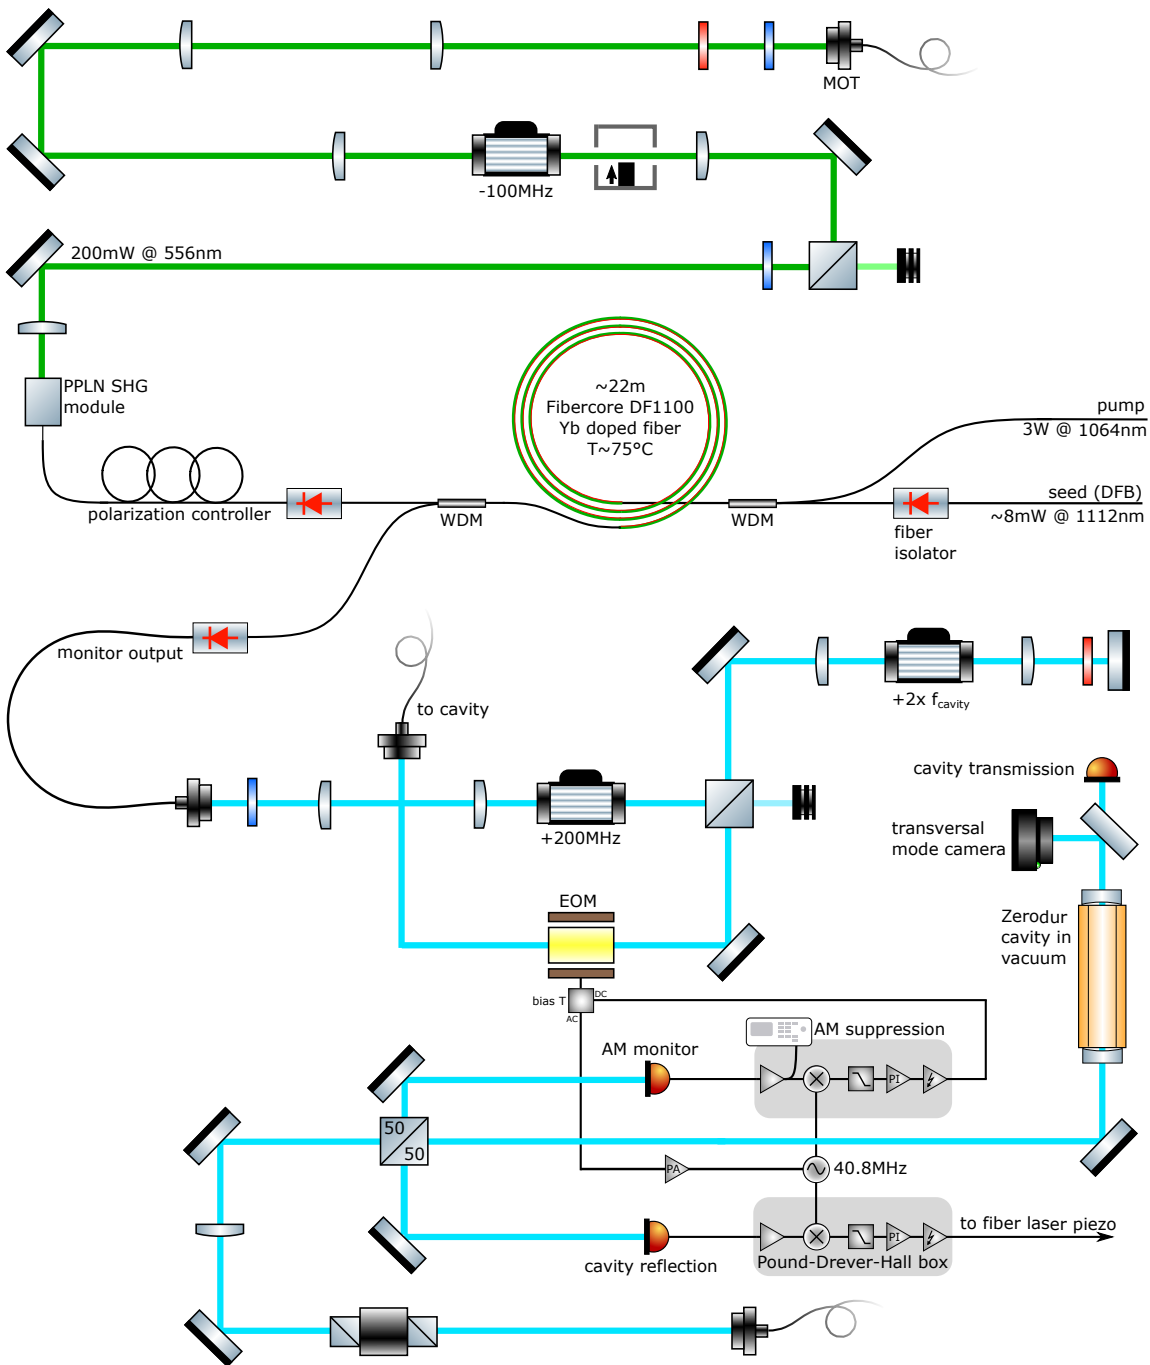 MOT
-100MHz
200mW @ 556nm
PPLN SHG
module
~22m
Fibercore DF1100
Yb doped fiber
T~75°C
pump
3W @ 1064nm
seed (DFB)
~8mW @ 1112nm
polarization controller
WDM
WDM
fiber
isolator
monitor output
to cavity
+2x fcavity
cavity transmission
+200MHz
transversal
mode camera
EOM
Zerodur
cavity in
vacuum
bias T
DC
AC
AM suppression
AM monitor
PI
50
50
PA
40.8MHz
to fiber laser piezo
PI
cavity reflection
Pound-Drever-Hall box